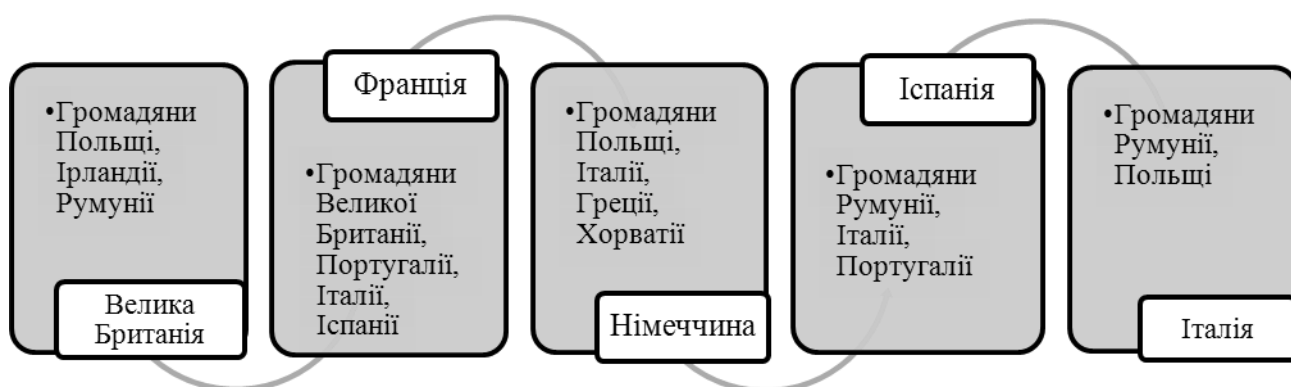 •Громадяни
Польщі,
Ірландії,
Румунії
Велика
Британія
Франція
•Громадяни
Великої
Британії,
Португалії,
Італії,
Іспанії
•Громадяни
Польщі,
Італії,
Греції,
Хорватії
Німеччина
Іспанія
•Громадяни
Румунії,
Італії,
Португалії
•Громадяни
Румунії,
Польщі
Італія